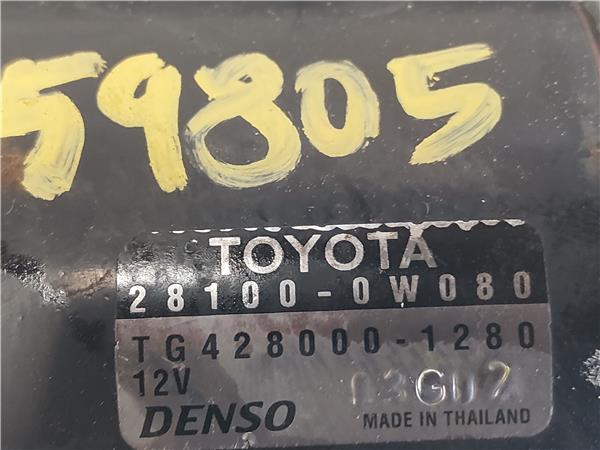 59805
TOYOTA
28100-0W080
TG428000-1280
12V
DENSO MADE IN THAILAND